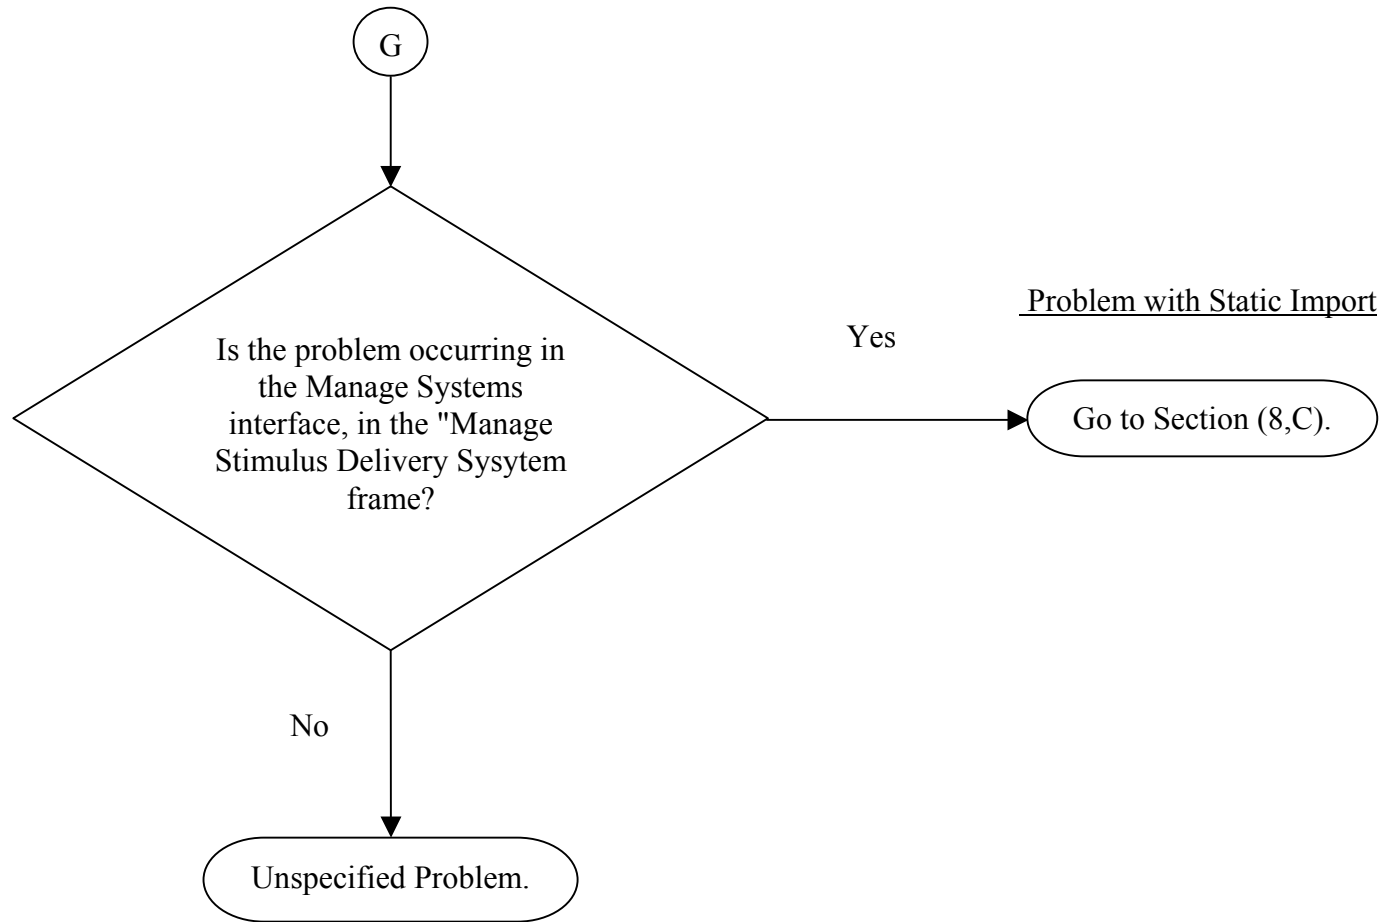 G
Is the problem occurring in
the Manage Systems
interface, in the "Manage
Stimulus Delivery Sysytem
frame?
Yes
Problem with Static Import
Go to Section (8,C).
No
Unspecified Problem.